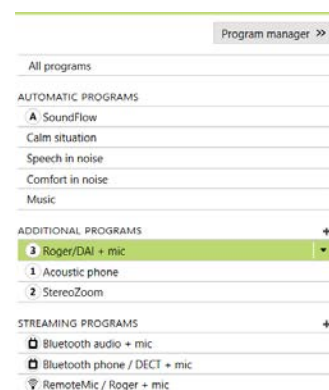 Program manager »
All programs
AUTOMATIC PROGRAMS
A SoundFlow
Calm situation
Speech in noise
Comfort in noise
Music
ADDITIONAL PROGRAMS +
3 Roger/DAI + mic
1 Acoustic phone
2 StereoZoom
STREAMING PROGRAMS +
Bluetooth audio + mic
Bluetooth phone / DECT + mic
RemoteMic / Roger + mic